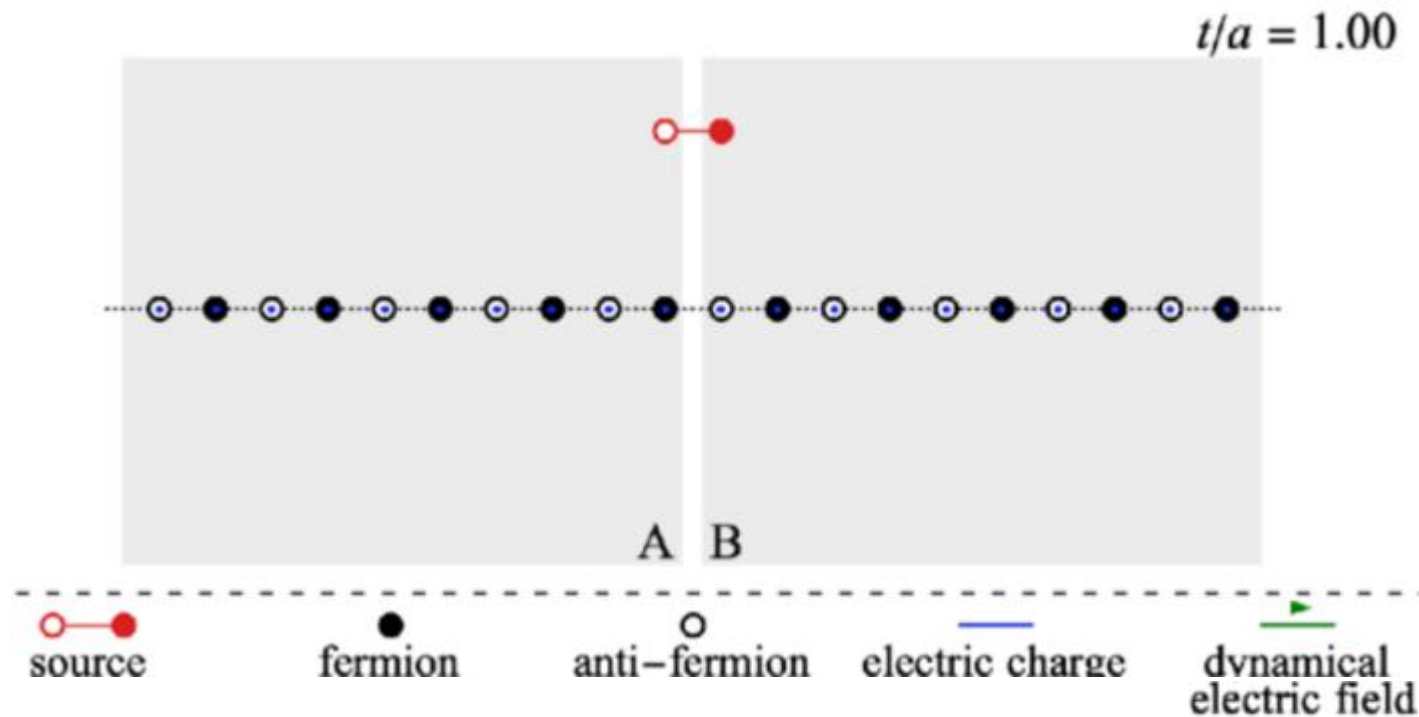 t/a = 1.00
A B
source fermion anti-fermion electric charge dynamical
electric field